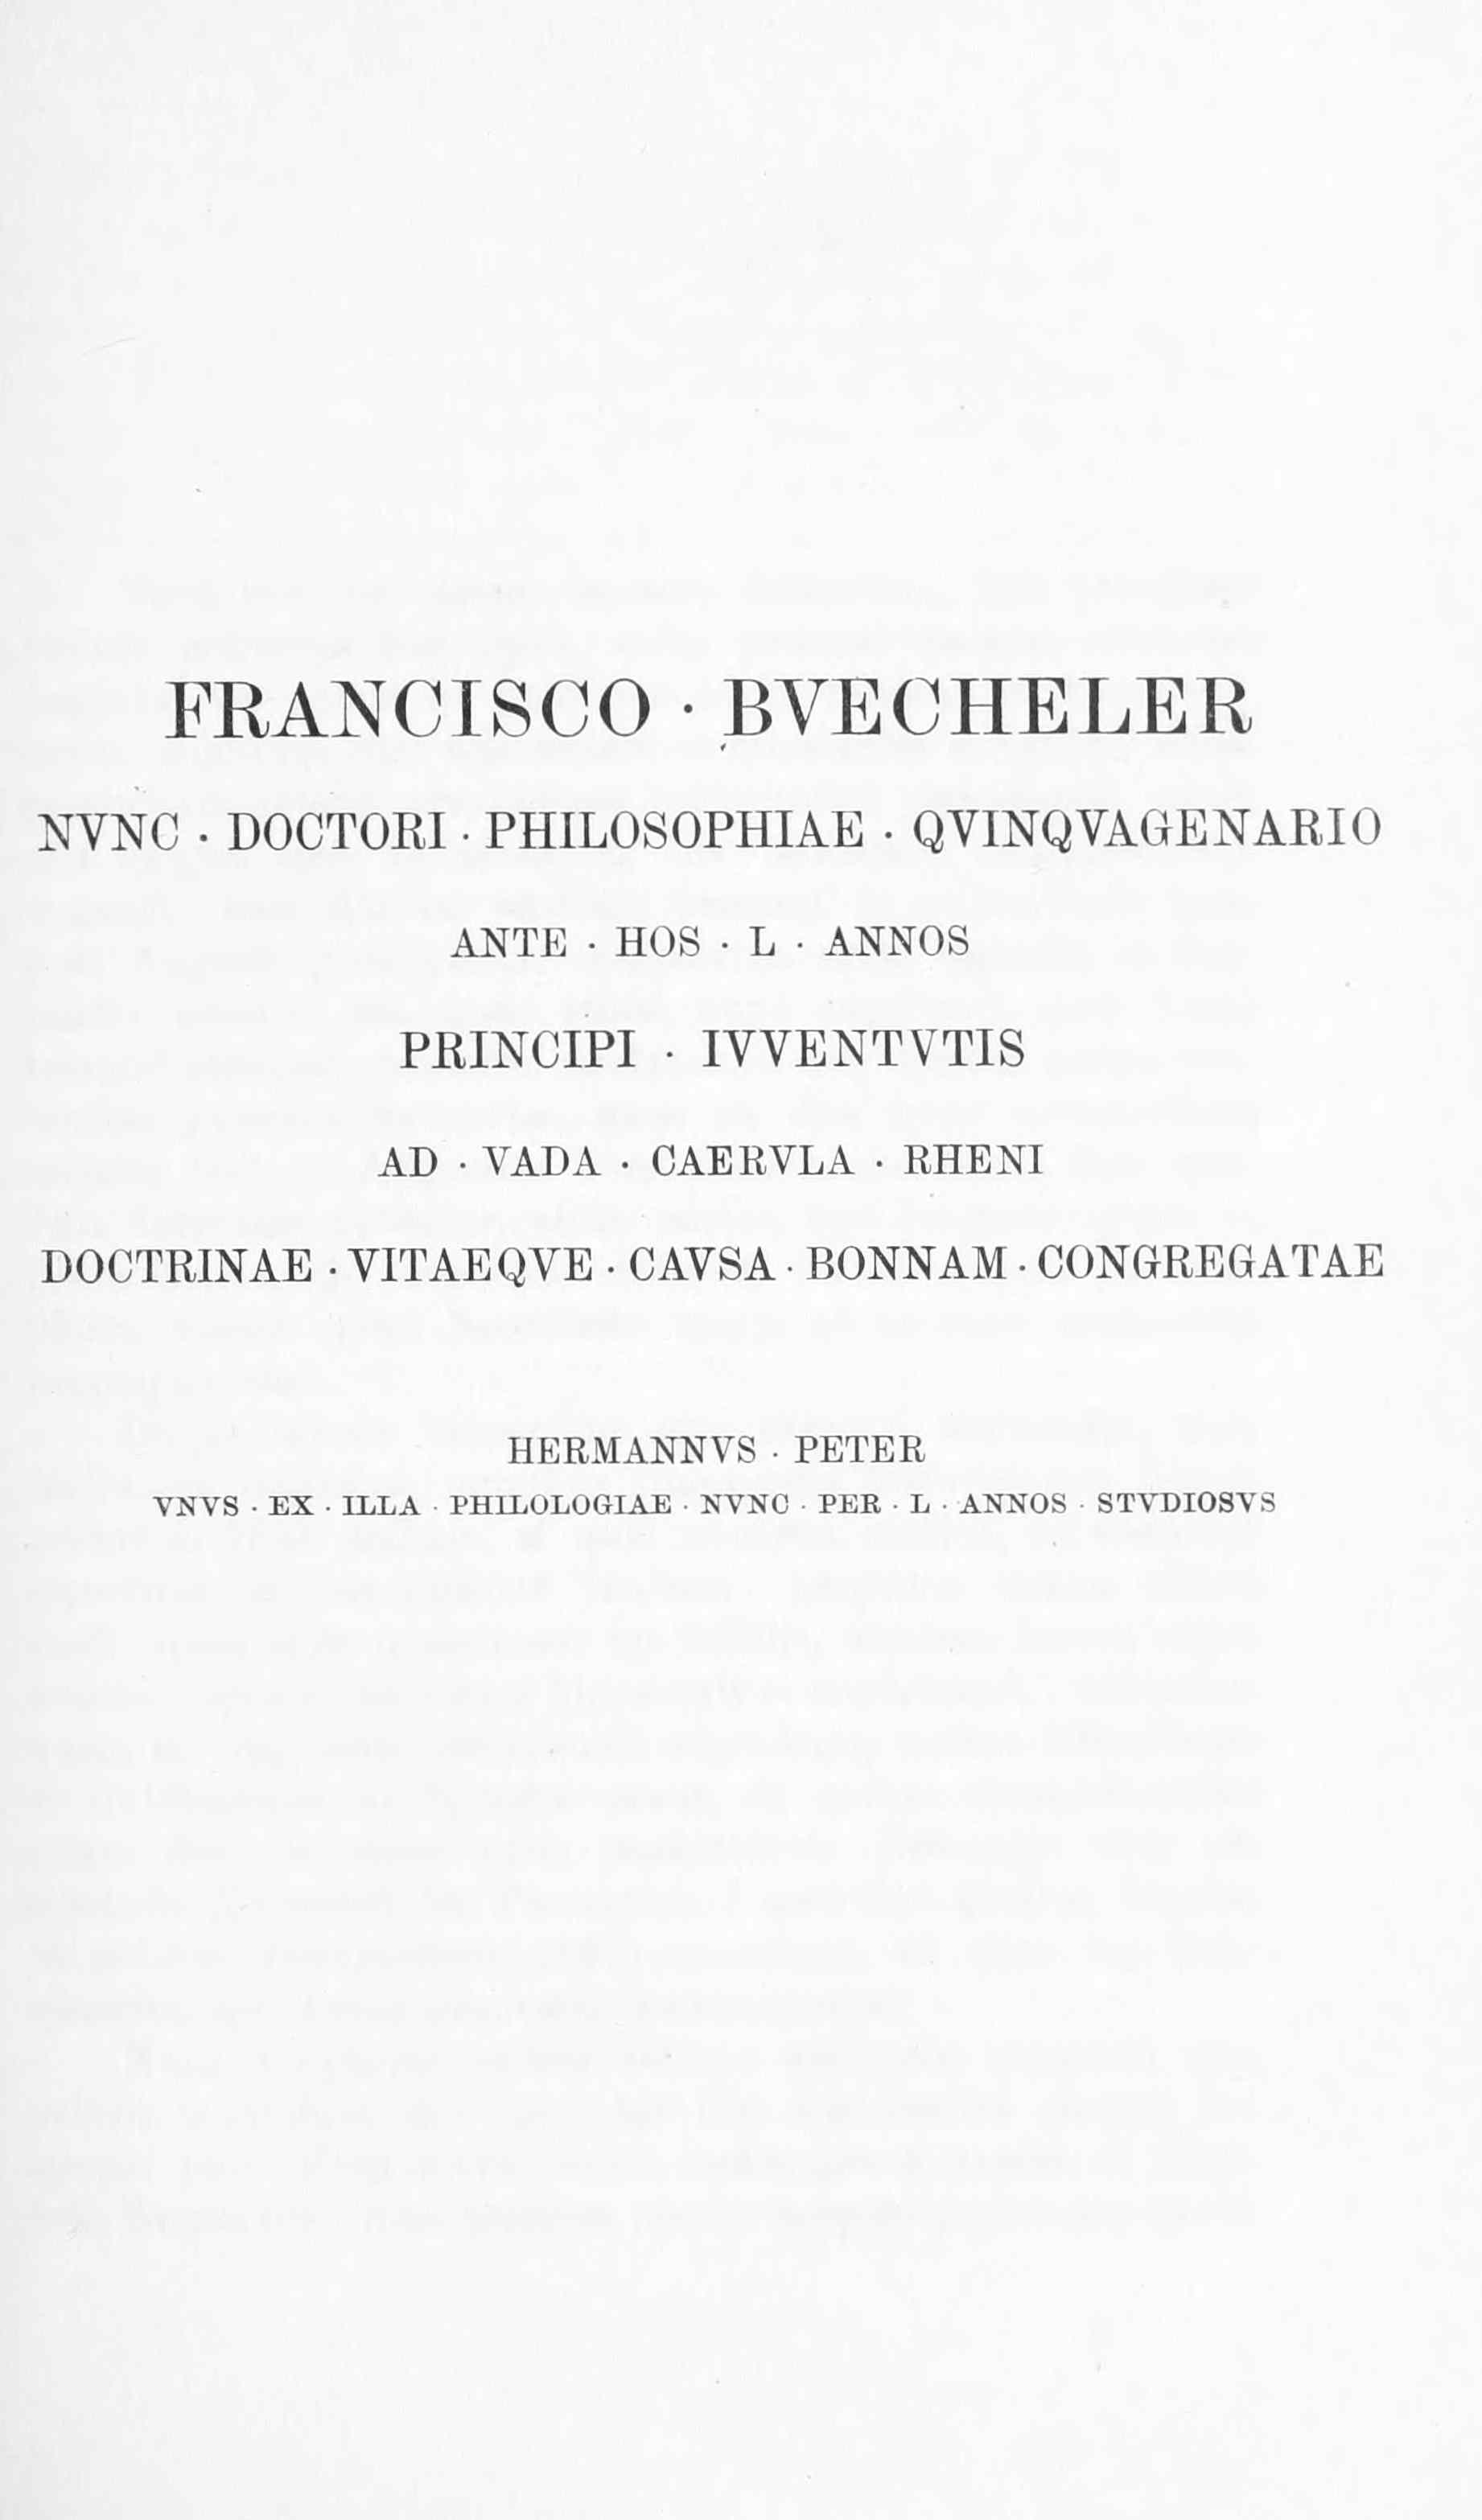 FRANCISCO · BVECHELER
NVNC · DOCTORI · PHILOSOPHIAE · QVINQVAGENARIO
ANTE · HOS · L · ANNOS
PRINCIPI · IVVENTVTIS
AD · VADA · CAERVLA · RHENI
DOCTRINAE · VITAEQVE · CAVSA · BONNAM · CONGREGATAE
HERMANNVS · PETER
VNVS · EX · ILLA · PHILOLOGIAE · NVNC · PER · L · ANNOS · STVDIOSVS